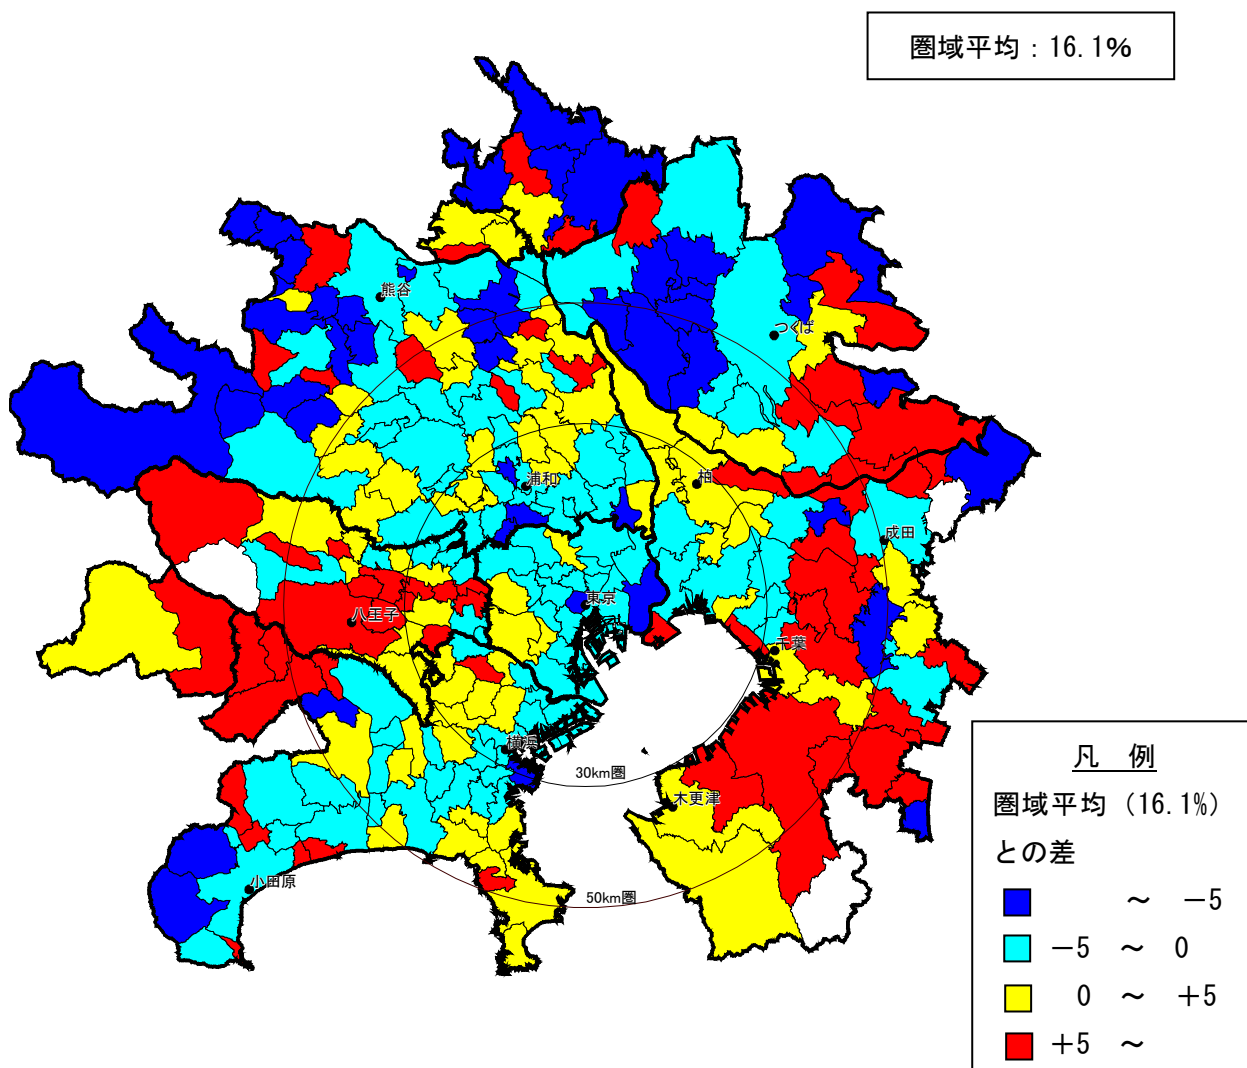 圏域平均：16.1%
熊谷
つくば
浦和
柏
成田
東京
八王子
千葉
横浜
30km圏
木更津
小田原
50km圏
凡　例
圏域平均（16.1%）
との差
～　－5
－5　～　0
0　～　＋5
＋5　～